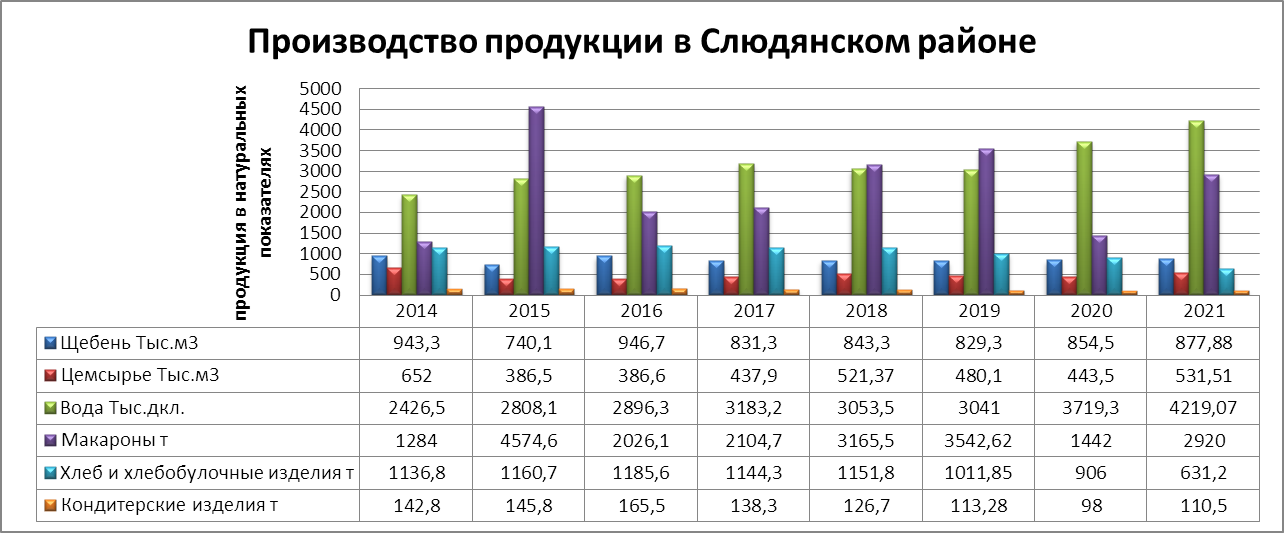 Производство продукции в Слюдянском районе
продукция в натуральных
показателях
5000
4500
4000
3500
3000
2500
2000
1500
1000
500
0
2014 2015 2016 2017 2018 2019 2020 2021
Щебень Тыс.м3 943,3 740,1 946,7 831,3 843,3 829,3 854,5 877,88
Цемсырье Тыс.м3 652 386,5 386,6 437,9 521,37 480,1 443,5 531,51
Вода Тыс.дкл. 2426,5 2808,1 2896,3 3183,2 3053,5 3041 3719,3 4219,07
Макароны т 1284 4574,6 2026,1 2104,7 3165,5 3542,62 1442 2920
Хлеб и хлебобулочные изделия т 1136,8 1160,7 1185,6 1144,3 1151,8 1011,85 906 631,2
Кондитерские изделия т 142,8 145,8 165,5 138,3 126,7 113,28 98 110,5